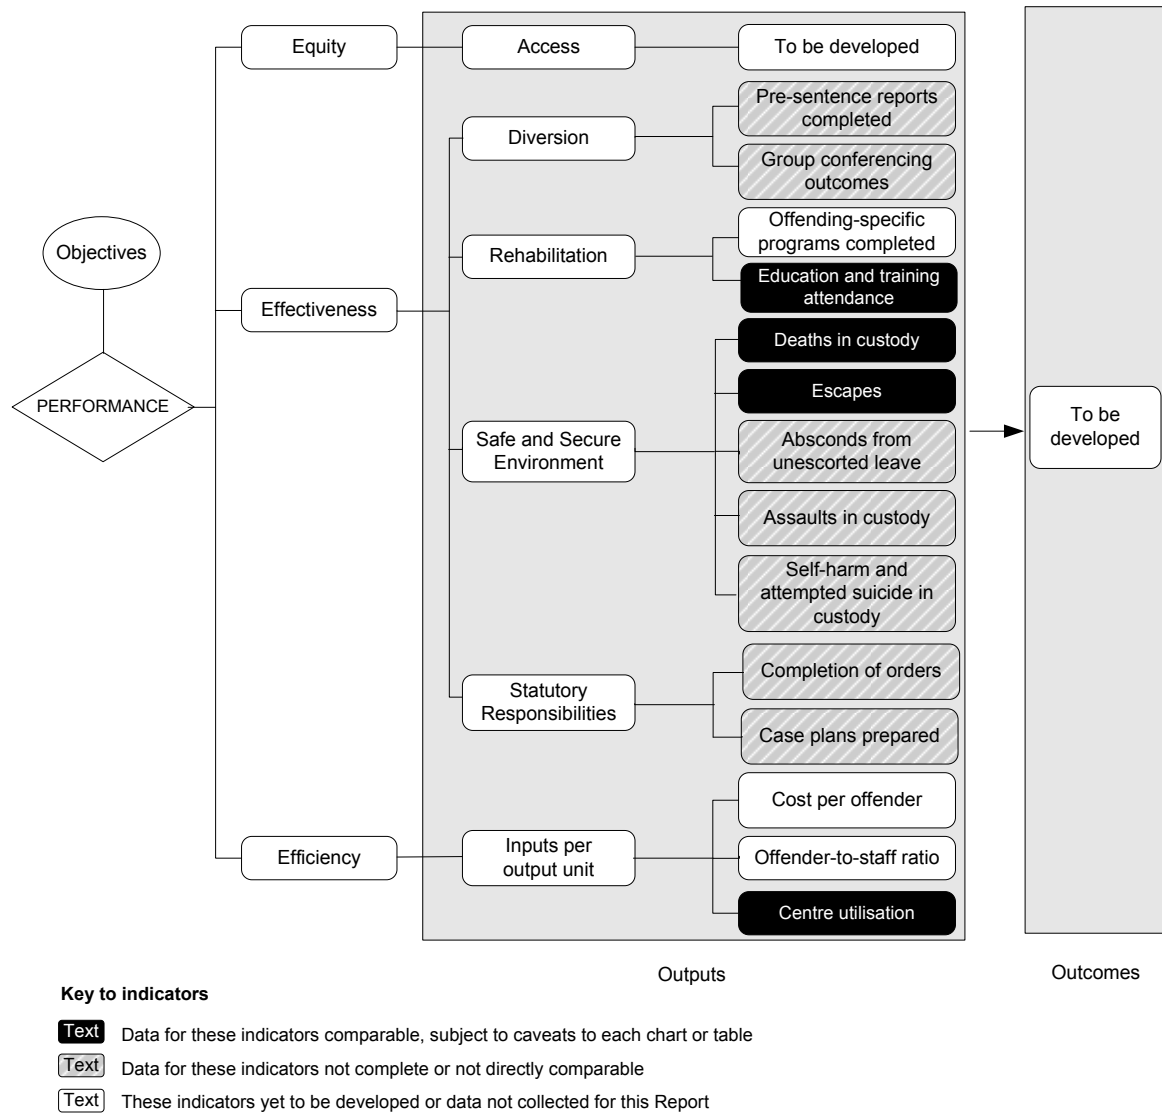 Equity
Access
To be developed
Pre-sentence reports
completed
Diversion
Group conferencing
outcomes
Objectives
Rehabilitation
Offending-specific
programs completed
Education and training
attendance
Effectiveness
Deaths in custody
Escapes
PERFORMANCE
Safe and Secure
Environment
Absconds from
unescorted leave
Assaults in custody
Self-harm and
attempted suicide in
custody
To be
developed
Statutory
Responsibilities
Completion of orders
Case plans prepared
Cost per offender
Efficiency
Inputs per
output unit
Offender-to-staff ratio
Centre utilisation
Outputs
Outcomes
Key to indicators
Text Data for these indicators comparable, subject to caveats to each chart or table
Text Data for these indicators not complete or not directly comparable
Text These indicators yet to be developed or data not collected for this Report